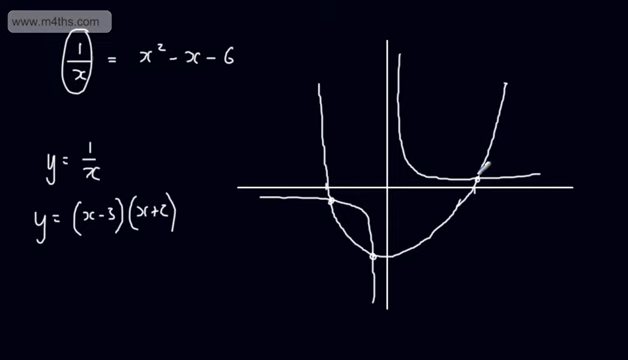 www.m4ths.com
1/x = x² - x - 6
y = 1/x
y = (x-3)(x+2)